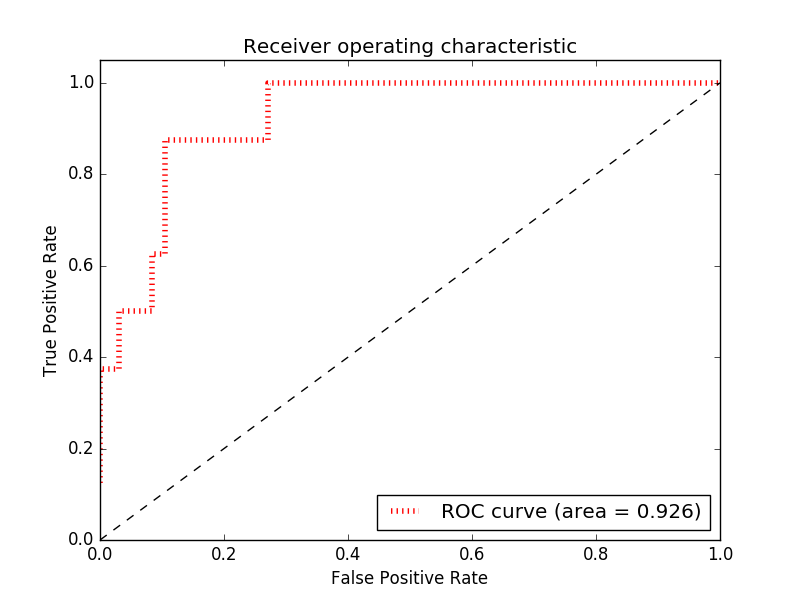 Receiver operating characteristic
1.0
0.8
0.6
0.4
0.2
0.0
True Positive Rate
ROC curve (area = 0.926)
0.0 0.2 0.4 0.6 0.8 1.0
False Positive Rate